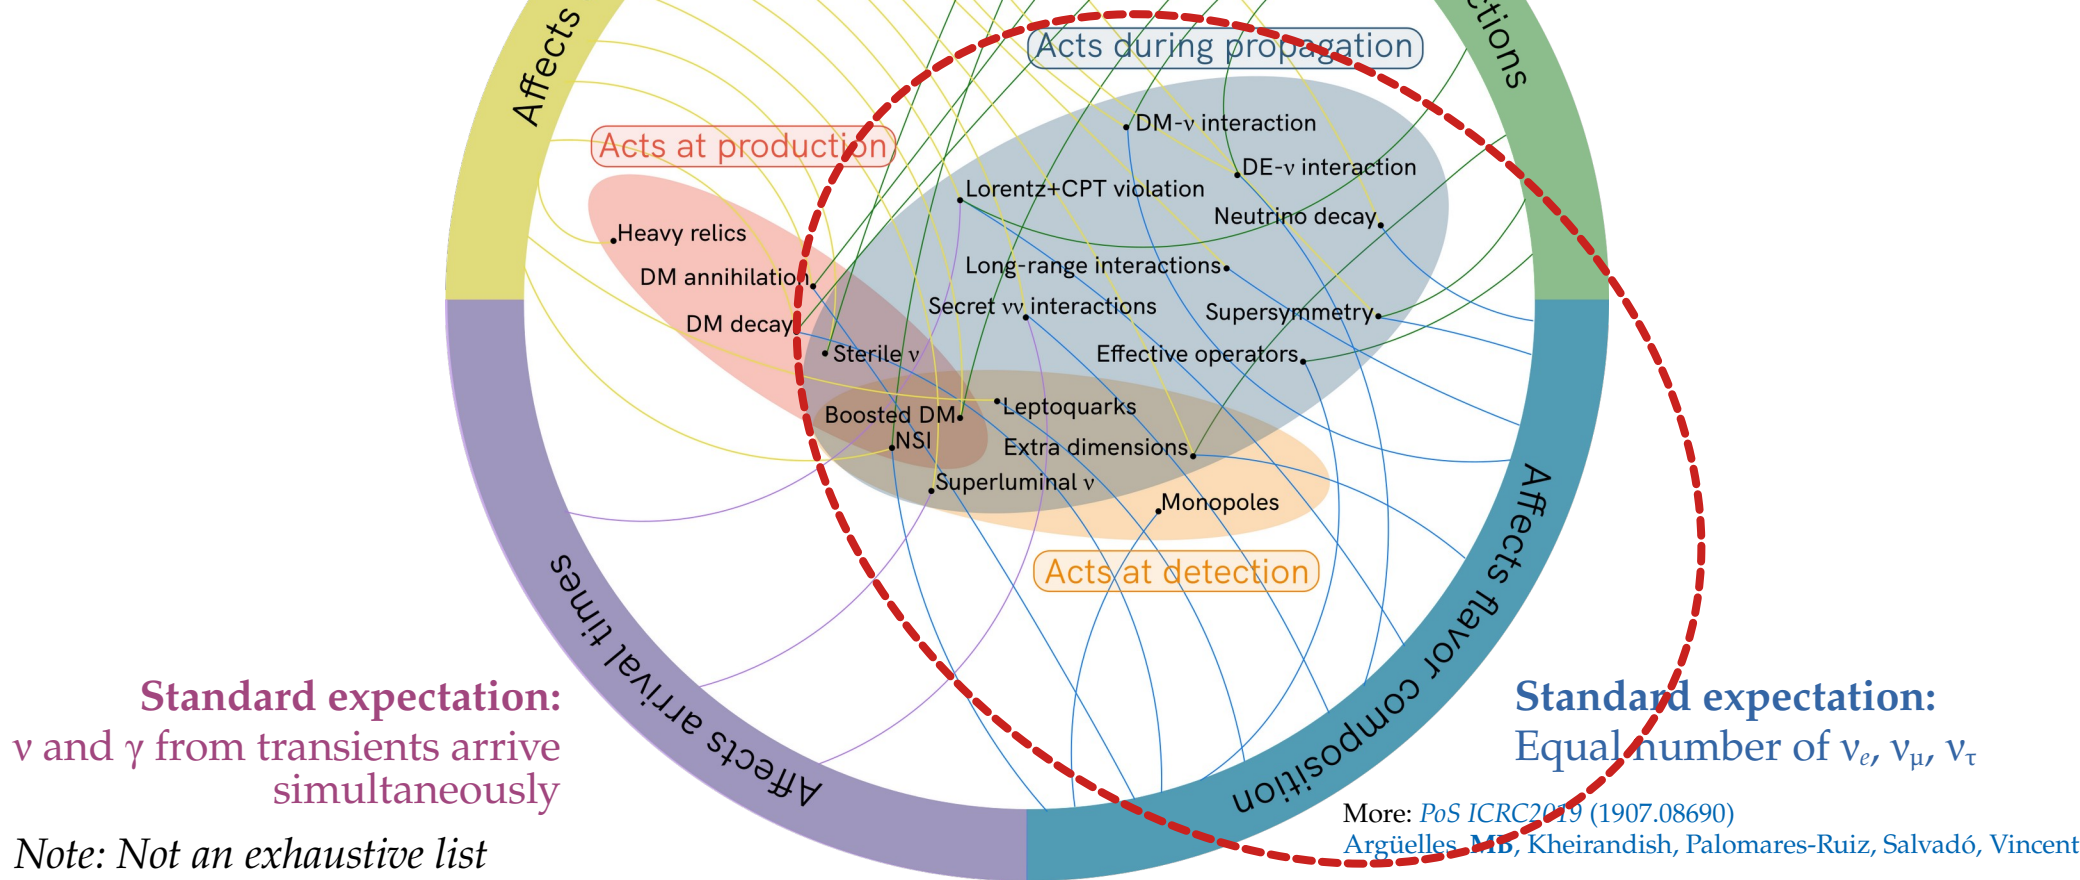 Affects
ctions
Acts during propagation
Acts at production
DM-ν interaction
DE-ν interaction
Lorentz+CPT violation
Neutrino decay
Heavy relics
Long-range interactions
DM annihilation
Secret νν interactions
Supersymmetry
DM decay
Sterile ν
Effective operators
Leptoquarks
Boosted DM
NSI
Extra dimensions
Superluminal ν
Monopoles
Acts at detection
Affects arrival times
Affects flavor composition
Standard expectation:
ν and γ from transients arrive
simultaneously
Note: Not an exhaustive list
Standard expectation:
Equal number of νe, νμ, ντ
More: PoS ICRC2019 (1907.08690)
Argüelles, MB, Kheirandish, Palomares-Ruiz, Salvadó, Vincent